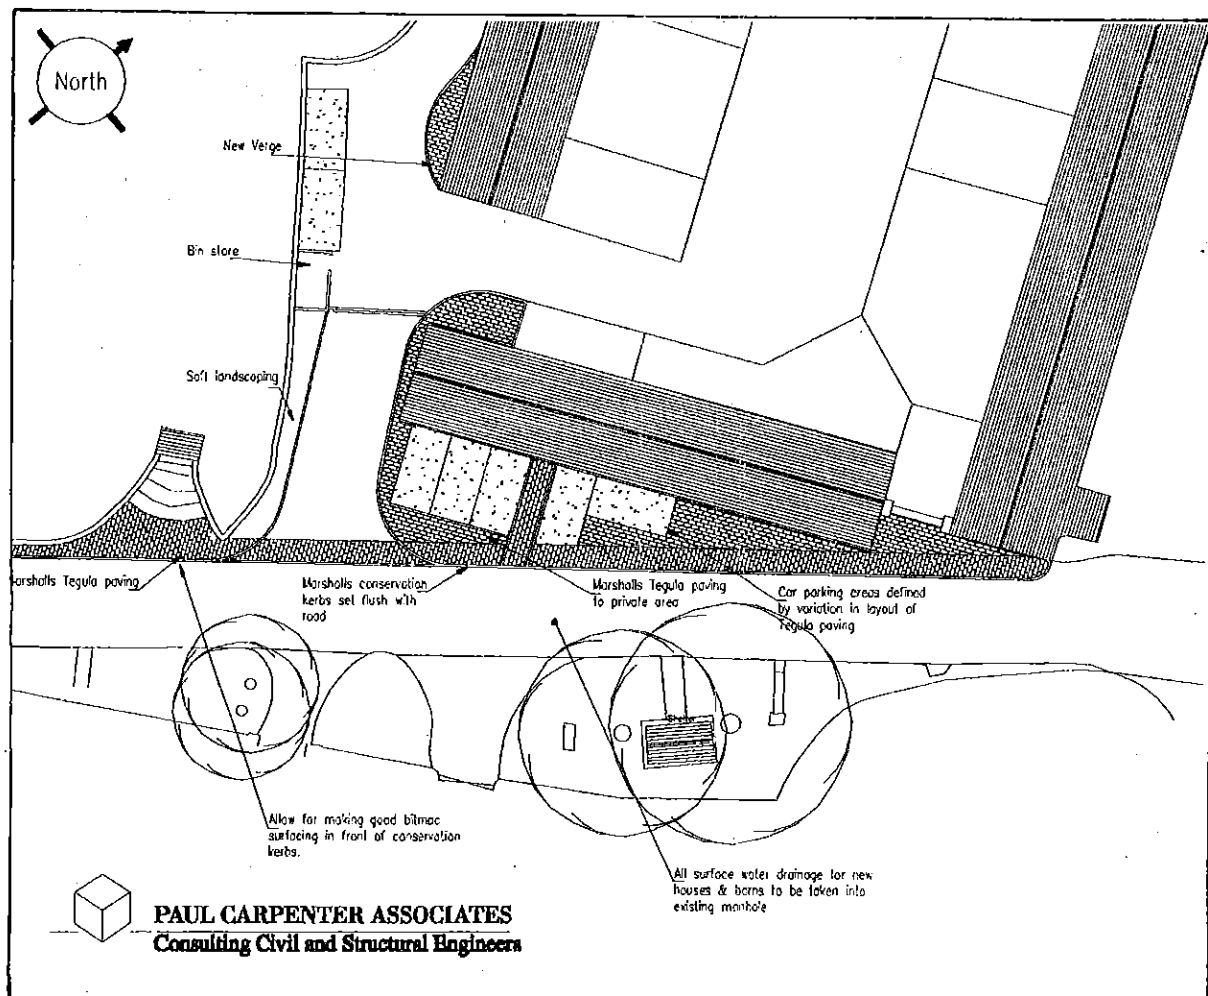 North
New Verge
Bin store
Soft landscaping
Marshalls Tegula paving
Marshalls conservation
kerbs set flush with
road
Marshalls Tegula paving
to private area
Car parking areas defined
by variation in layout of
Tegula paving
Shelter
Allow for making good bitmac
surfacing in front of conservation
kerbs.
All surface water drainage for new
houses & barns to be taken into
existing manhole
PAUL CARPENTER ASSOCIATES
Consulting Civil and Structural Engineers